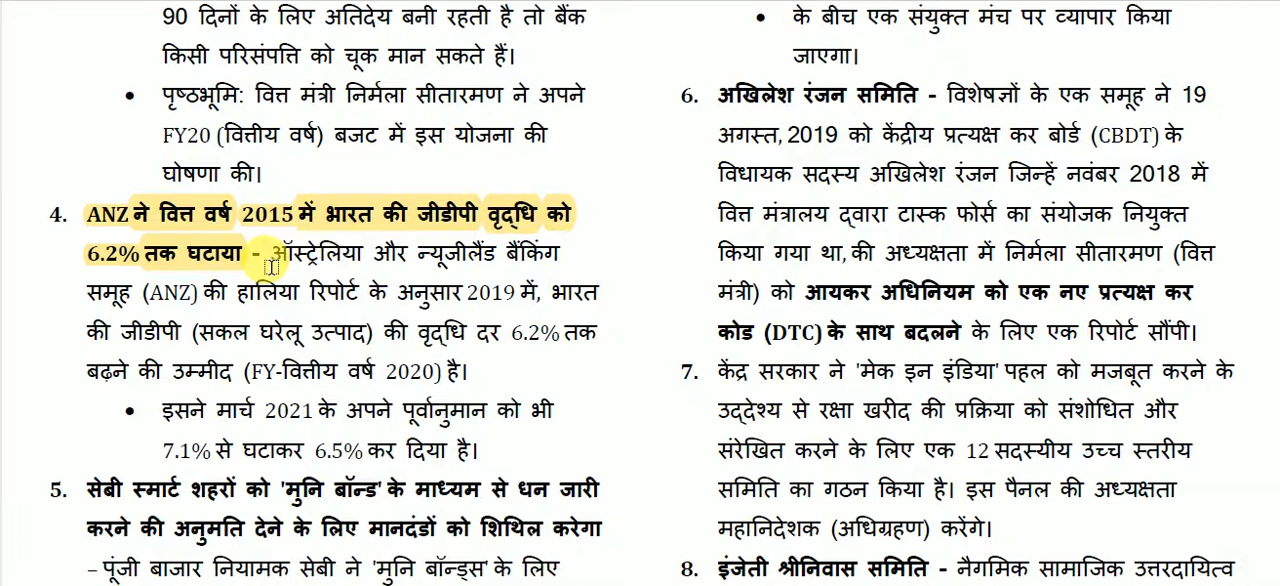 90 दिनों के लिए अतिदेय बनी रहती है तो बैंक
किसी परिसंपत्ति को चूक मान सकते हैं।
• पृष्ठभूमि: वित्त मंत्री निर्मला सीतारमण ने अपने
FY20 (वित्तीय वर्ष) बजट में इस योजना की
घोषणा की।
4. ANZ ने वित्त वर्ष 2015 में भारत की जीडीपी वृद्धि को
6.2% तक घटाया - ऑस्ट्रेलिया और न्यूजीलैंड बैंकिंग
समूह (ANZ) की हालिया रिपोर्ट के अनुसार 2019 में, भारत
की जीडीपी (सकल घरेलू उत्पाद) की वृद्धि दर 6.2% तक
बढ़ने की उम्मीद (FY-वित्तीय वर्ष 2020) है।
• इसने मार्च 2021 के अपने पूर्वानुमान को भी
7.1% से घटाकर 6.5% कर दिया है।
5. सेबी स्मार्ट शहरों को 'मुनि बॉन्ड' के माध्यम से धन जारी
करने की अनुमति देने के लिए मानदंडों को शिथिल करेगा
– पूंजी बाजार नियामक सेबी ने 'मुनि बॉन्ड्स' के लिए
• के बीच एक संयुक्त मंच पर व्यापार किया
जाएगा।
6. अखिलेश रंजन समिति - विशेषज्ञों के एक समूह ने 19
अगस्त, 2019 को केंद्रीय प्रत्यक्ष कर बोर्ड (CBDT) के
विधायक सदस्य अखिलेश रंजन जिन्हें नवंबर 2018 में
वित्त मंत्रालय द्वारा टास्क फोर्स का संयोजक नियुक्त
किया गया था, की अध्यक्षता में निर्मला सीतारमण (वित्त
मंत्री) को आयकर अधिनियम को एक नए प्रत्यक्ष कर
कोड (DTC) के साथ बदलने के लिए एक रिपोर्ट सौंपी।
7. केंद्र सरकार ने 'मेक इन इंडिया' पहल को मजबूत करने के
उद्देश्य से रक्षा खरीद की प्रक्रिया को संशोधित और
संरेखित करने के लिए एक 12 सदस्यीय उच्च स्तरीय
समिति का गठन किया है। इस पैनल की अध्यक्षता
महानिदेशक (अधिग्रहण) करेंगे।
8. इंजेती श्रीनिवास समिति - नैगमिक सामाजिक उत्तरदायित्व